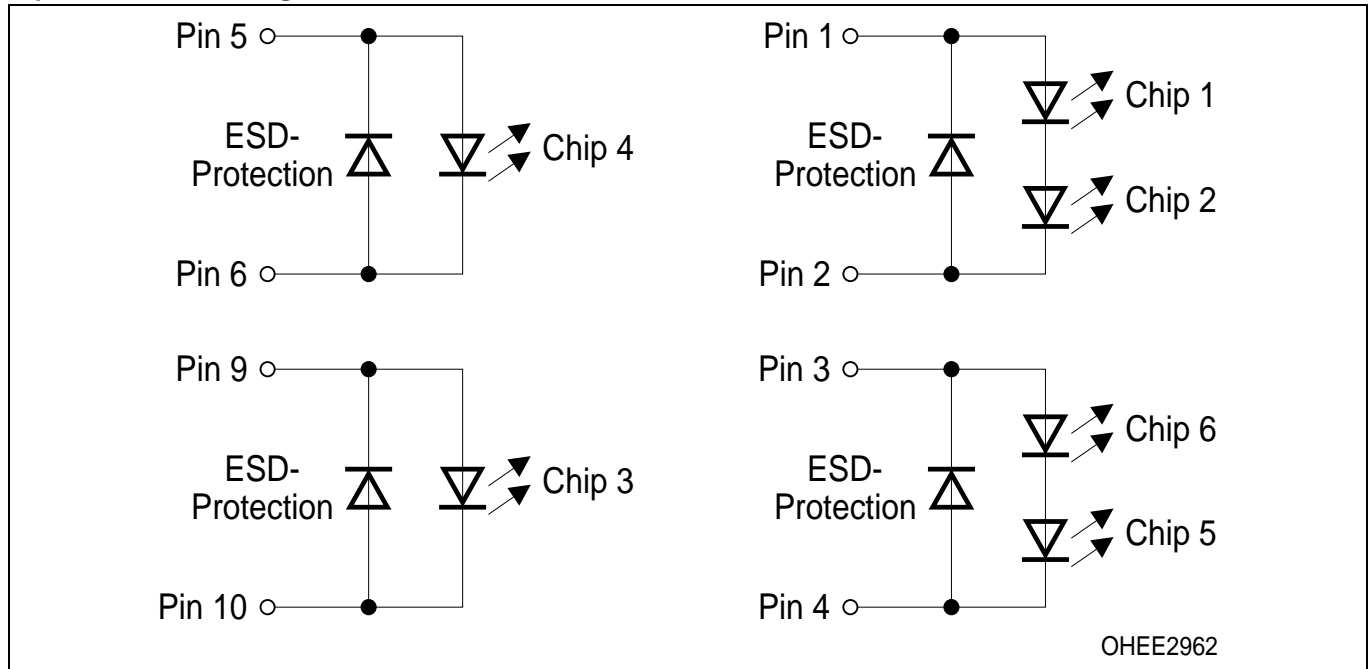 Pin 5
ESD-
Protection
Chip 4
Pin 6
Pin 1
Chip 1
ESD-
Protection
Chip 2
Pin 2
Pin 9
ESD-
Protection
Chip 3
Pin 10
Pin 3
Chip 6
ESD-
Protection
Chip 5
Pin 4
OHEE2962